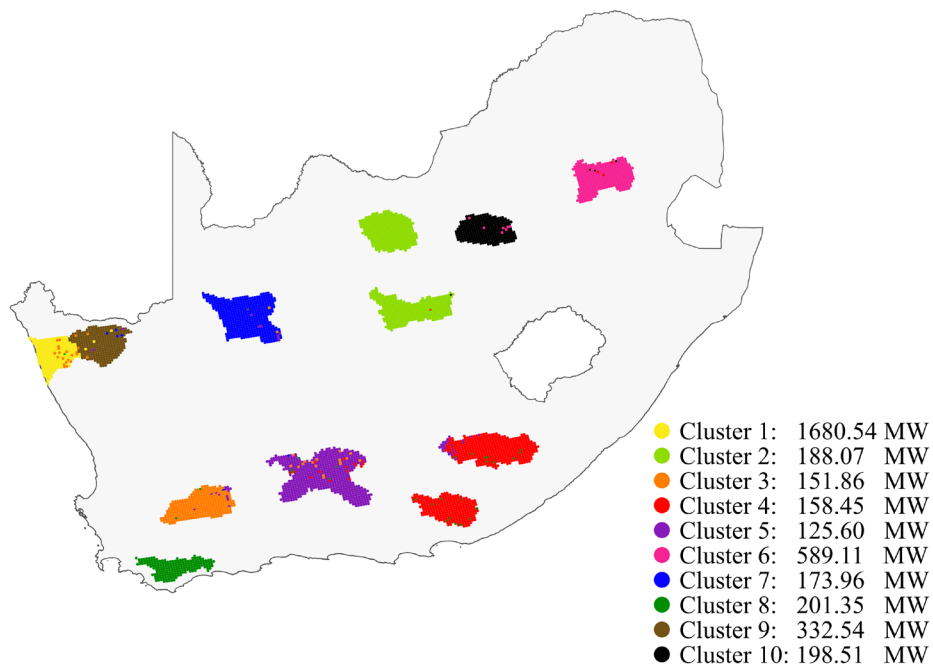 Cluster 1: 1680.54 MW
Cluster 2: 188.07 MW
Cluster 3: 151.86 MW
Cluster 4: 158.45 MW
Cluster 5: 125.60 MW
Cluster 6: 589.11 MW
Cluster 7: 173.96 MW
Cluster 8: 201.35 MW
Cluster 9: 332.54 MW
Cluster 10: 198.51 MW